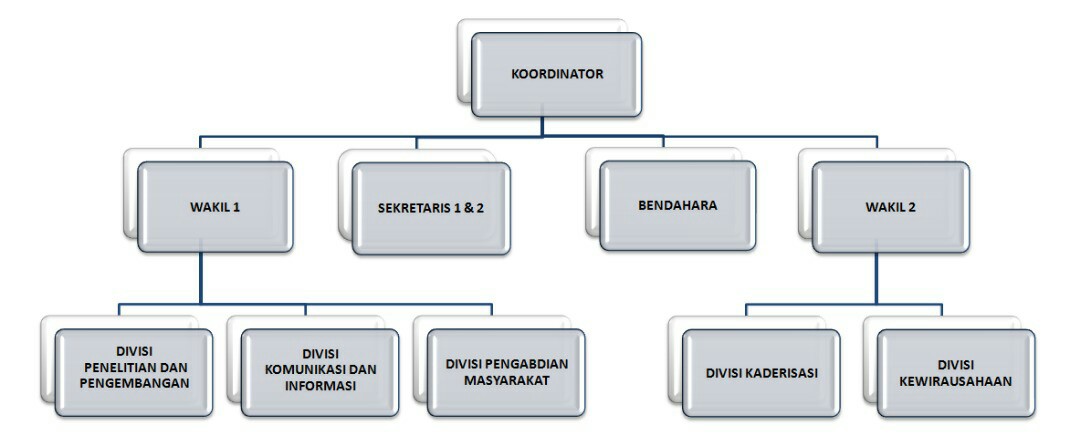 KOORDINATOR
WAKIL 1
SEKRETARIS 1 & 2
BENDAHARA
WAKIL 2
DIVISI
PENELITIAN DAN
PENGEMBANGAN
DIVISI
KOMUNIKASI DAN
INFORMASI
DIVISI PENGABDIAN
MASYARAKAT
DIVISI KADERISASI
DIVISI
KEWIRAUSAHAAN